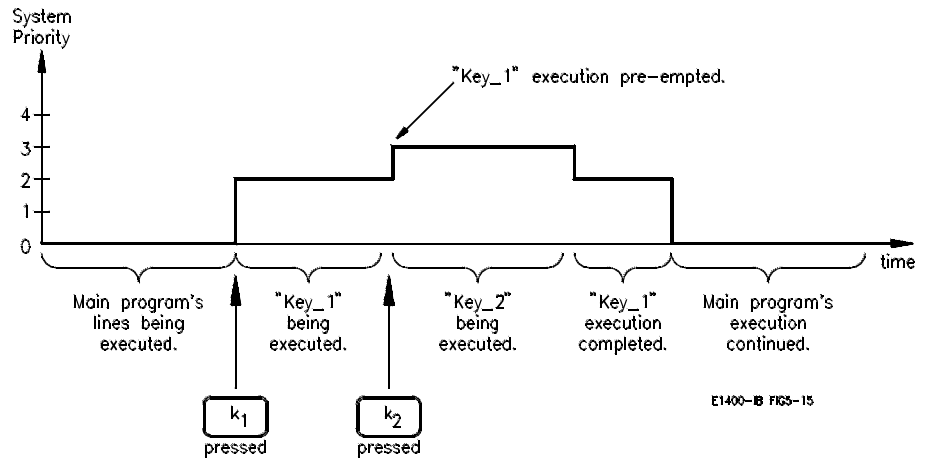 System
Priority
"Key_1" execution pre-empted.
4
3
2
1
0
time
Main program's
lines being
executed.
"Key_1"
being
executed.
"Key_2"
being
executed.
"Key_1"
execution
completed.
Main program's
execution
continued.
E1400-IB FIG5-15
k1
pressed
k2
pressed